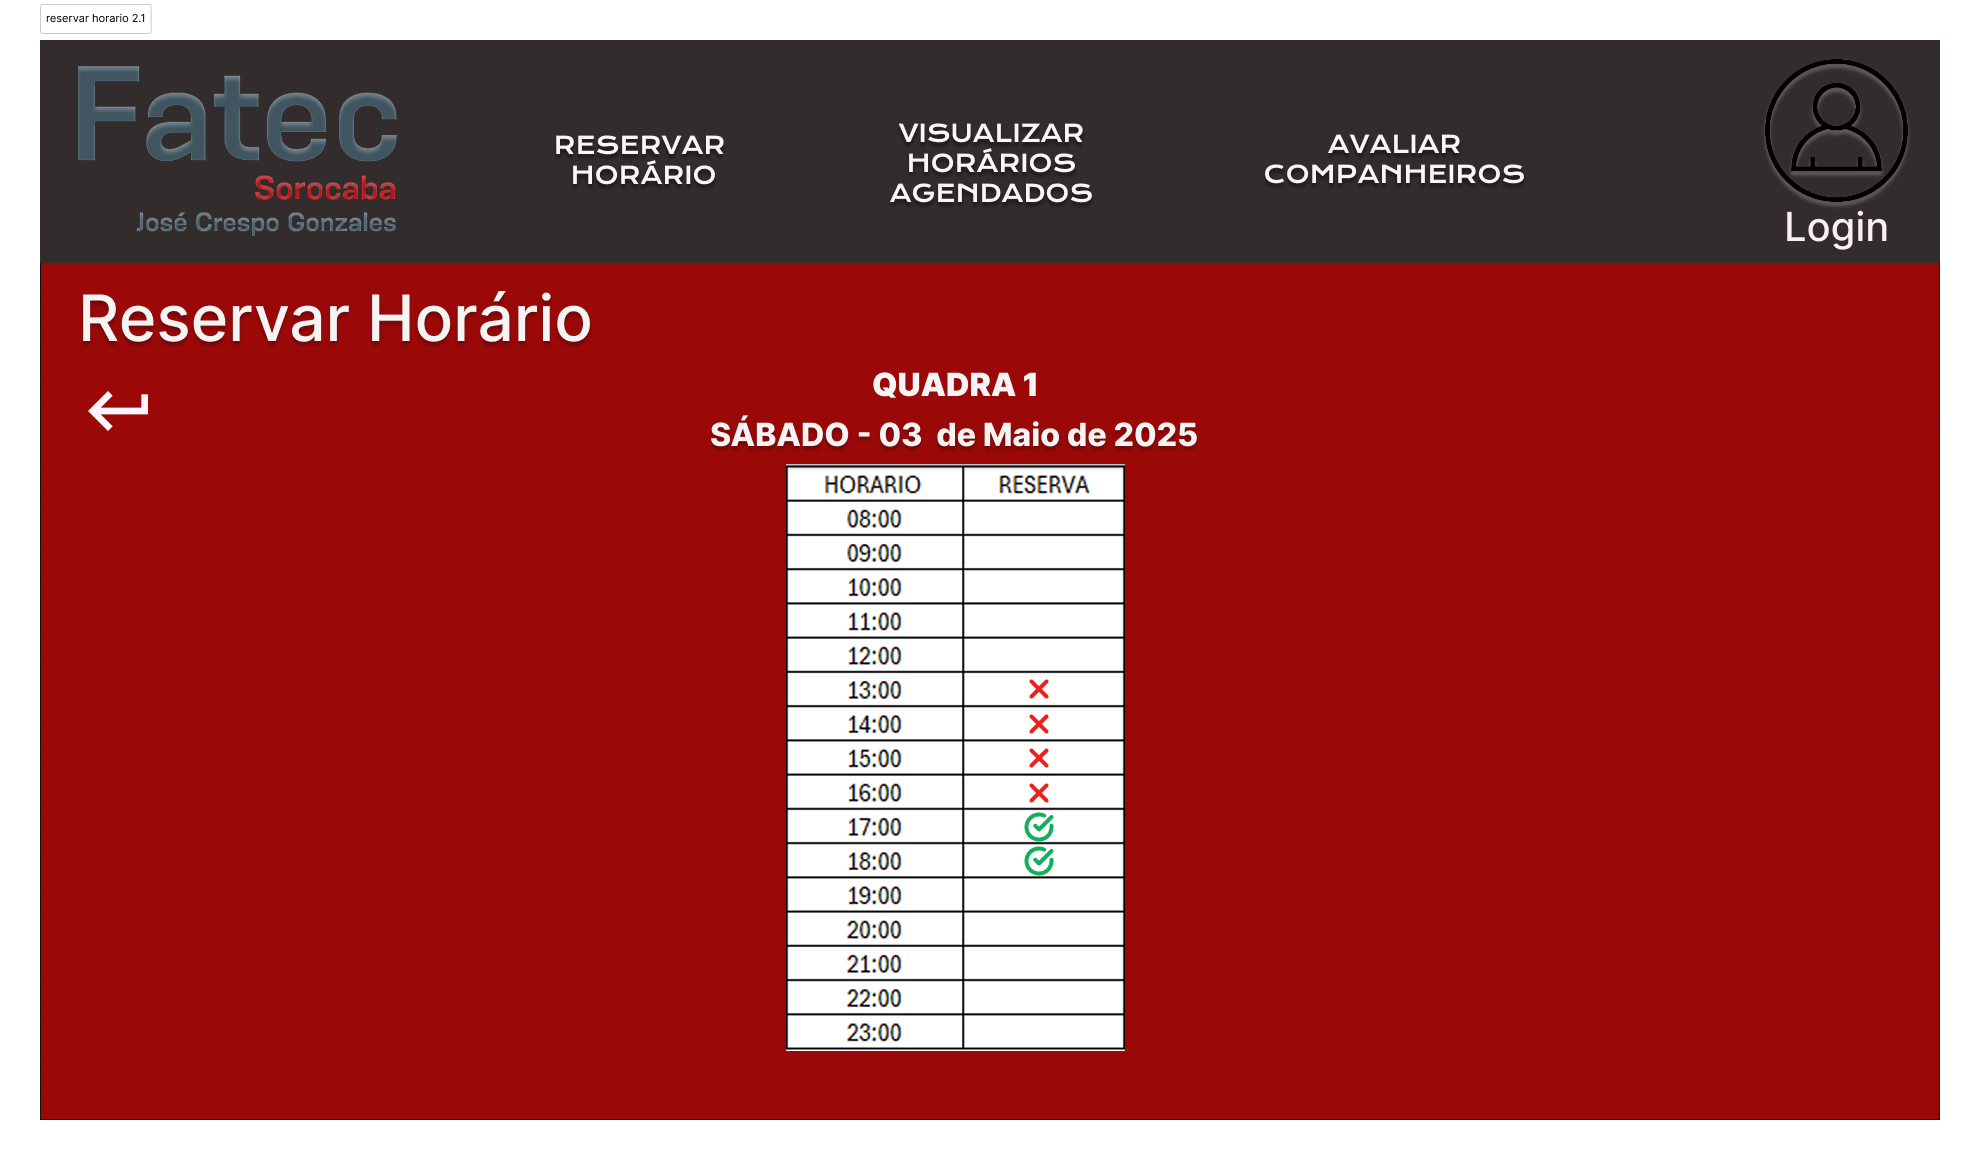 reservar horario 2.1
Fatec
Sorocaba
José Crespo Gonzales
RESERVAR
HORÁRIO
VISUALIZAR
HORÁRIOS
AGENDADOS
AVALIAR
COMPANHEIROS
Login
Reservar Horário
QUADRA 1
SÁBADO - 03 de Maio de 2025
HORARIO RESERVA
08:00
09:00
10:00
11:00
12:00
13:00
14:00
15:00
16:00
17:00
18:00
19:00
20:00
21:00
22:00
23:00